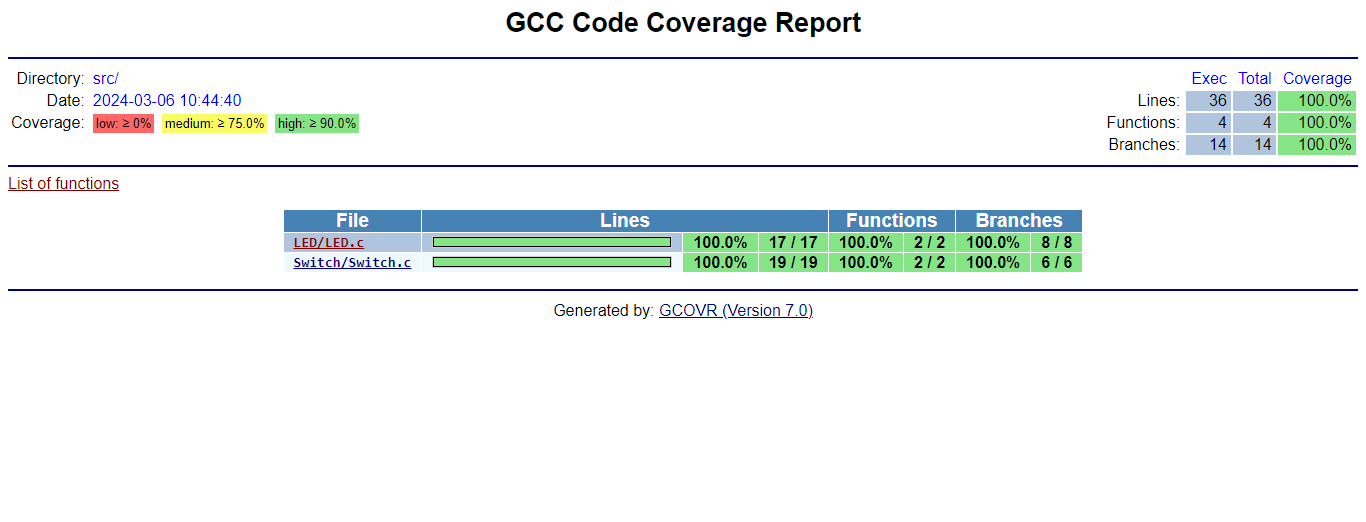 GCC Code Coverage Report
Directory: src/
Date: 2024-03-06 10:44:40
Coverage: low: ≥ 0% medium: ≥ 75.0% high: ≥ 90.0%
Exec Total Coverage
Lines: 36 36 100.0%
Functions: 4 4 100.0%
Branches: 14 14 100.0%
List of functions
File Lines Functions Branches
LED/LED.c 100.0% 17 / 17 100.0% 2 / 2 100.0% 8 / 8
Switch/Switch.c 100.0% 19 / 19 100.0% 2 / 2 100.0% 6 / 6
Generated by: GCOVR (Version 7.0)